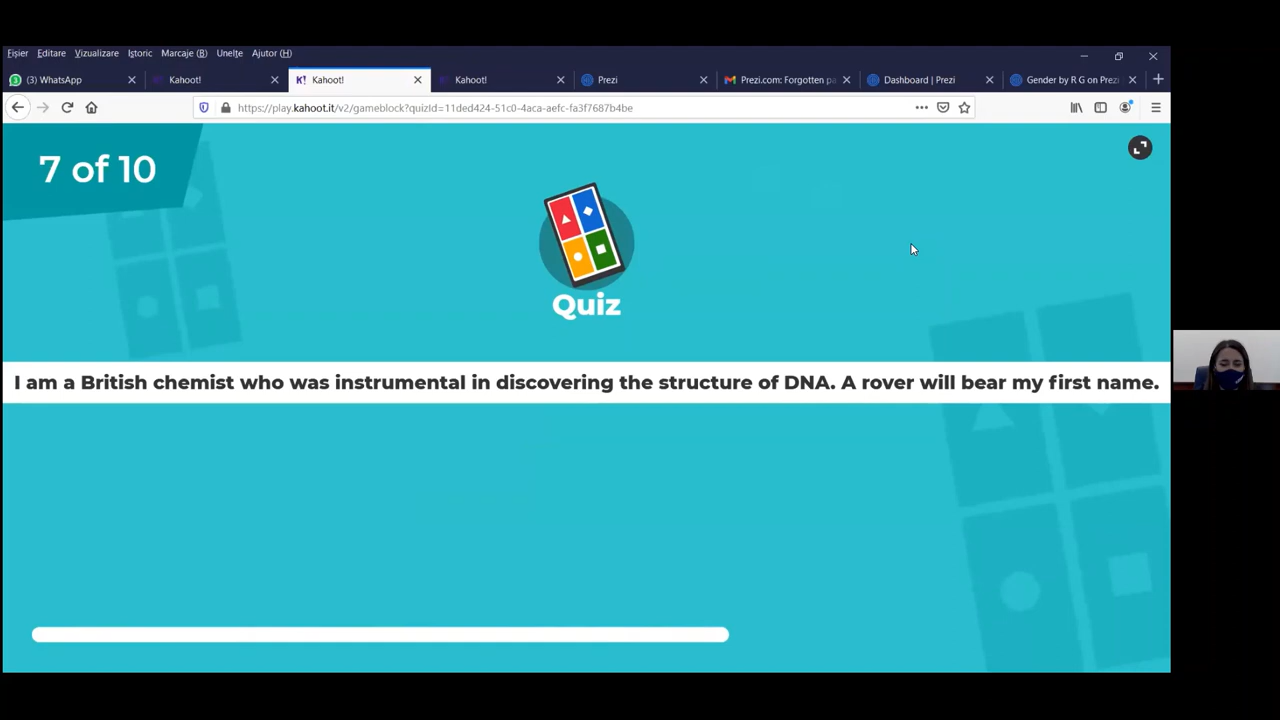 Fișier Editare Vizualizare Istoric Marcaje (B) Unelte Ajutor (H)
(3) WhatsApp Kahoot! K! Kahoot! Kahoot! Prezi Prezi.com: Forgotten pa Dashboard | Prezi Gender by R G on Prezi
https://play.kahoot.it/v2/gameblock?quizId=11ded424-51c0-4aca-aefc-fa3f7687b4be
7 of 10
Quiz
I am a British chemist who was instrumental in discovering the structure of DNA. A rover will bear my first name.